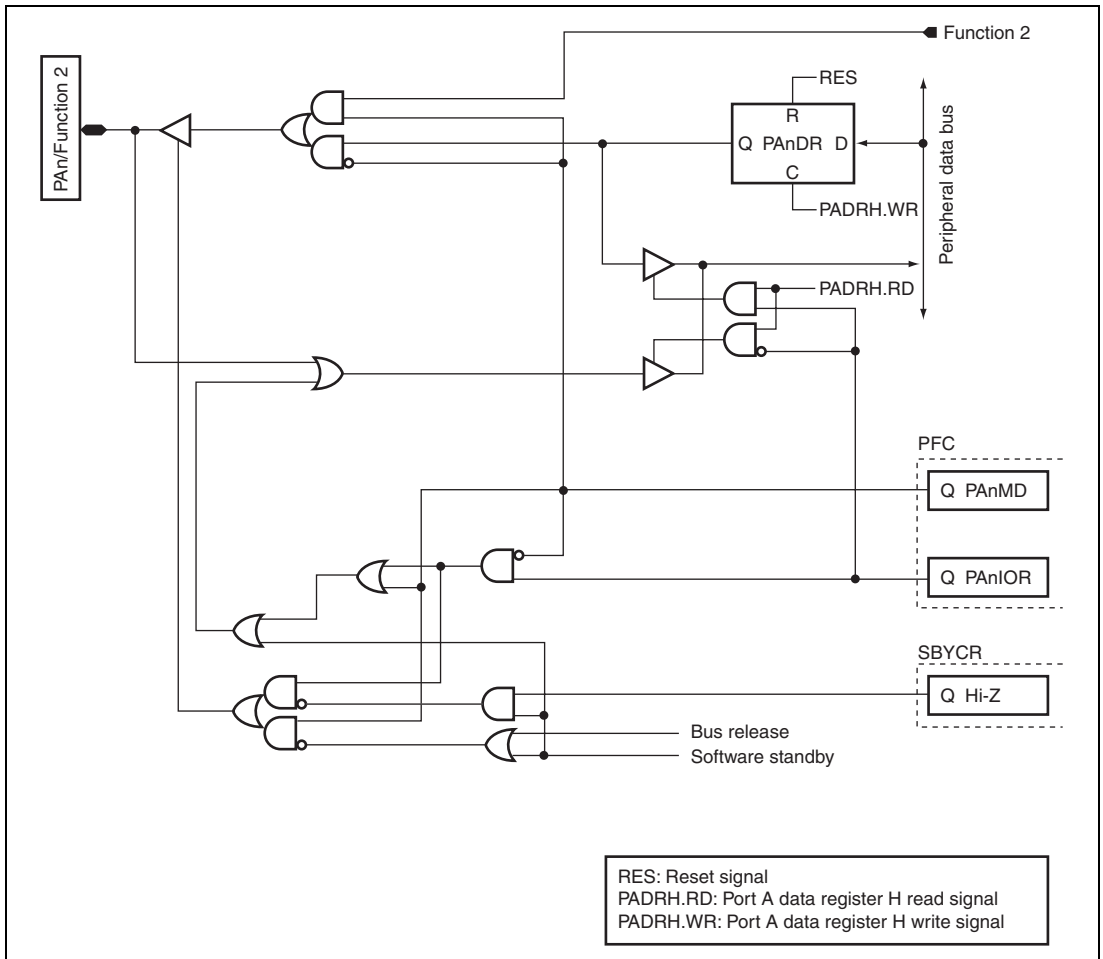 Function 2
PAn/Function 2
RES
R
Q PAnDR D
C
PADRH.WR
Peripheral data bus
PADRH.RD
PFC
Q PAnMD
Q PAnIOR
SBYCR
Q Hi-Z
Bus release
Software standby
RES: Reset signal
PADRH.RD: Port A data register H read signal
PADRH.WR: Port A data register H write signal